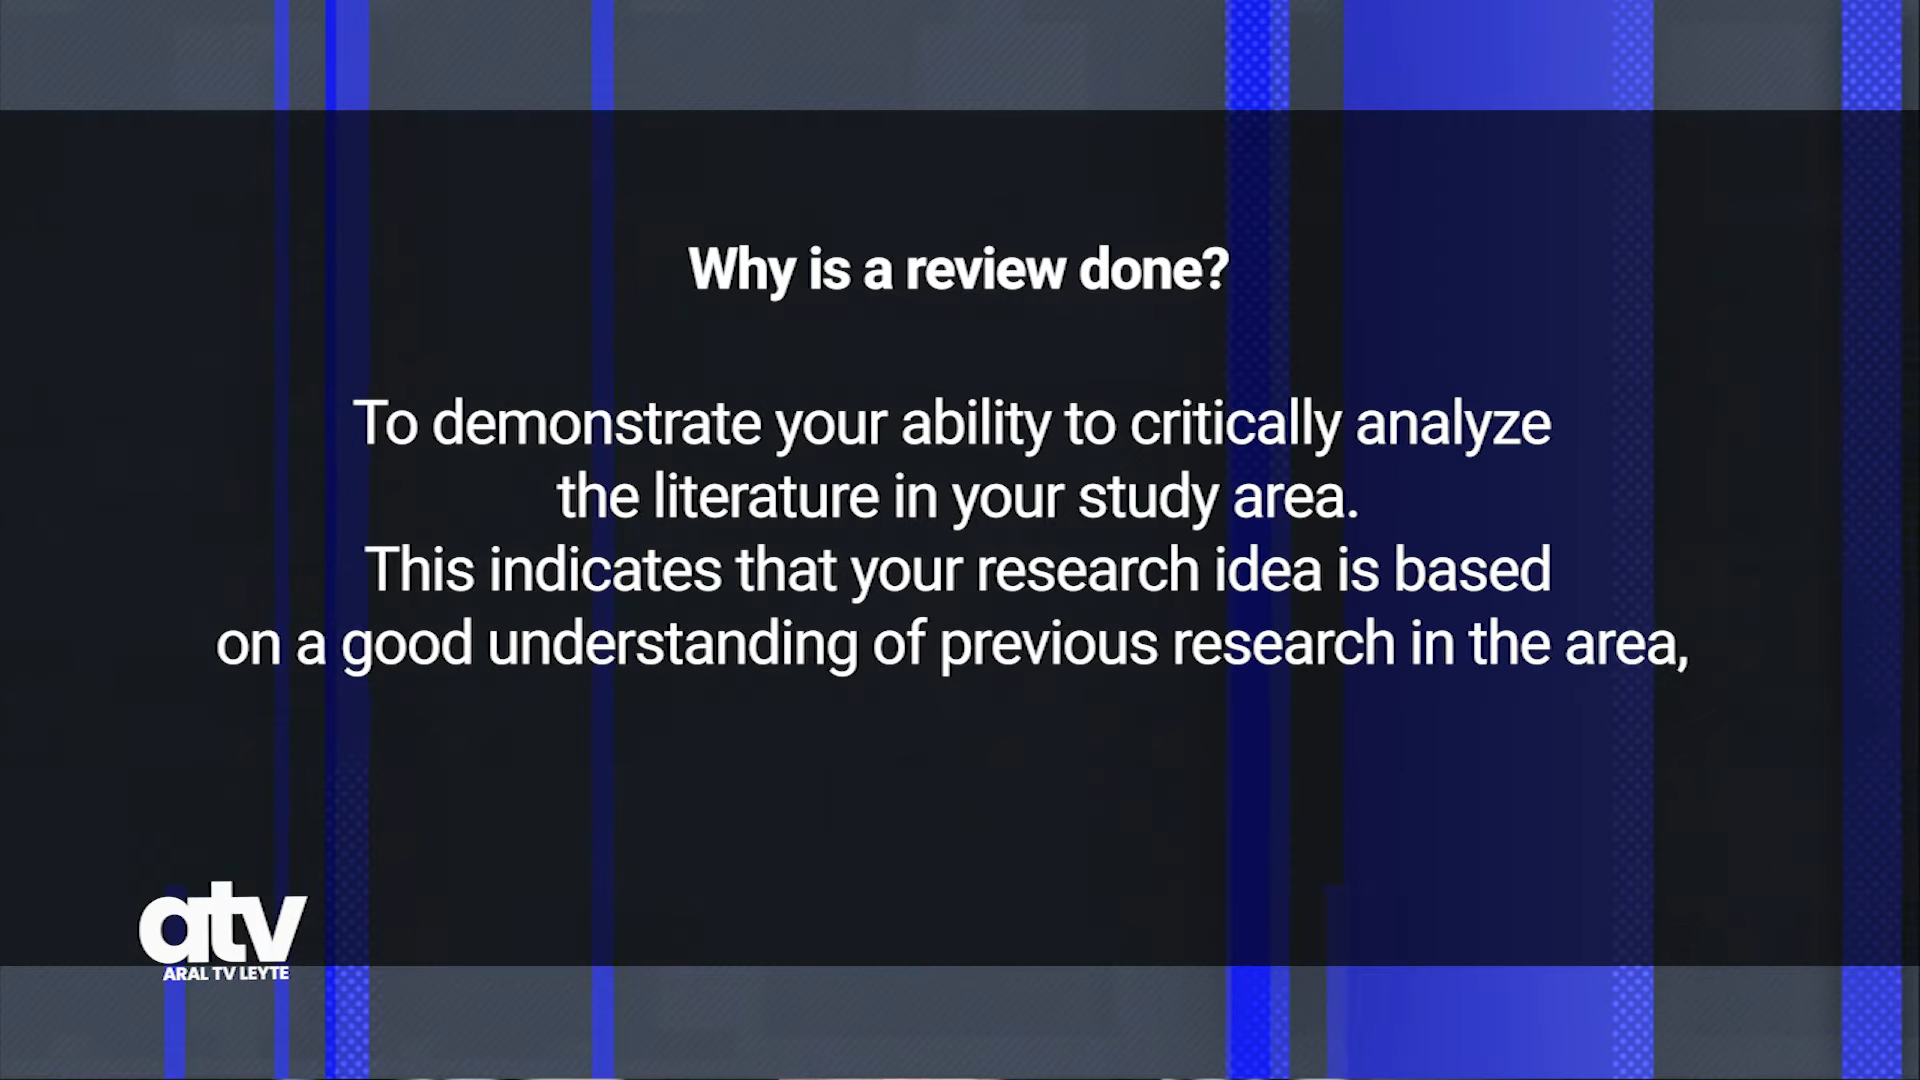 Why is a review done?
To demonstrate your ability to critically analyze
the literature in your study area.
This indicates that your research idea is based
on a good understanding of previous research in the area,
atv
ARAL TV LEYTE